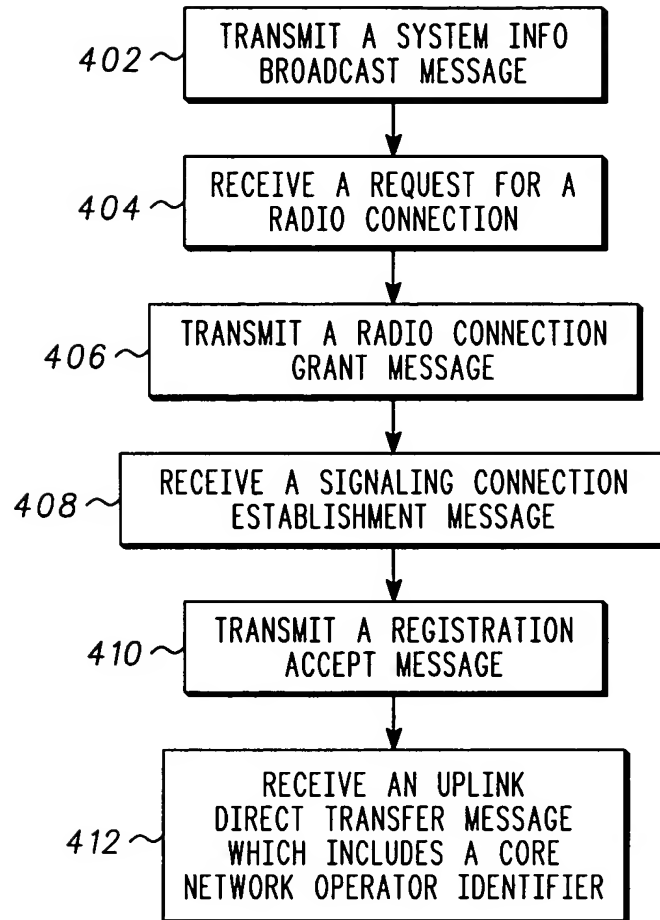 402
TRANSMIT A SYSTEM INFO
BROADCAST MESSAGE
404
RECEIVE A REQUEST FOR A
RADIO CONNECTION
406
TRANSMIT A RADIO CONNECTION
GRANT MESSAGE
408
RECEIVE A SIGNALING CONNECTION
ESTABLISHMENT MESSAGE
410
TRANSMIT A REGISTRATION
ACCEPT MESSAGE
412
RECEIVE AN UPLINK
DIRECT TRANSFER MESSAGE
WHICH INCLUDES A CORE
NETWORK OPERATOR IDENTIFIER